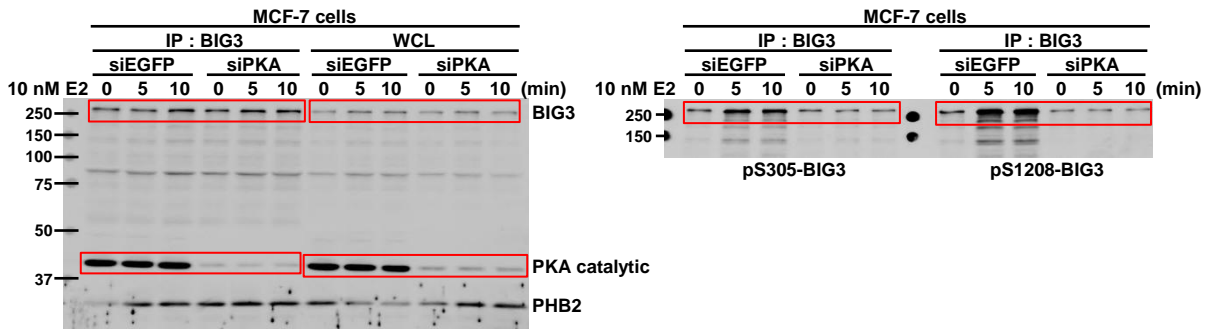 MCF-7 cells
IP : BIG3 WCL
siEGFP siPKA siEGFP siPKA
10 nM E2 0 5 10 0 5 10 0 5 10 0 5 10 (min)
250 BIG3
150
100
75
50
PKA catalytic
37
PHB2
MCF-7 cells
IP : BIG3 IP : BIG3
siEGFP siPKA siEGFP siPKA
10 nM E2 0 5 10 0 5 10 0 5 10 0 5 10 (min)
250
150
pS305-BIG3 pS1208-BIG3